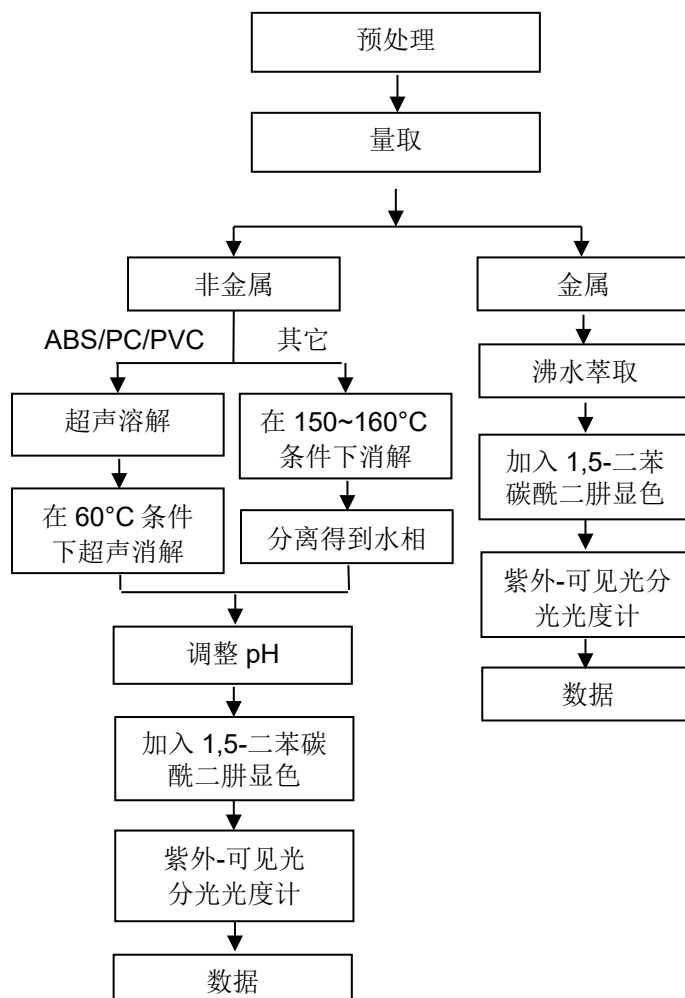 预处理
量取
非金属
ABS/PC/PVC
其它
超声溶解
在 60°C 条件
下超声消解
在 150~160°C
条件下消解
分离得到水相
调整 pH
加入 1,5-二苯碳
酰二肼显色
紫外-可见光
分光光度计
数据
金属
沸水萃取
加入 1,5-二苯
碳酰二肼显色
紫外-可见光分
光光度计
数据